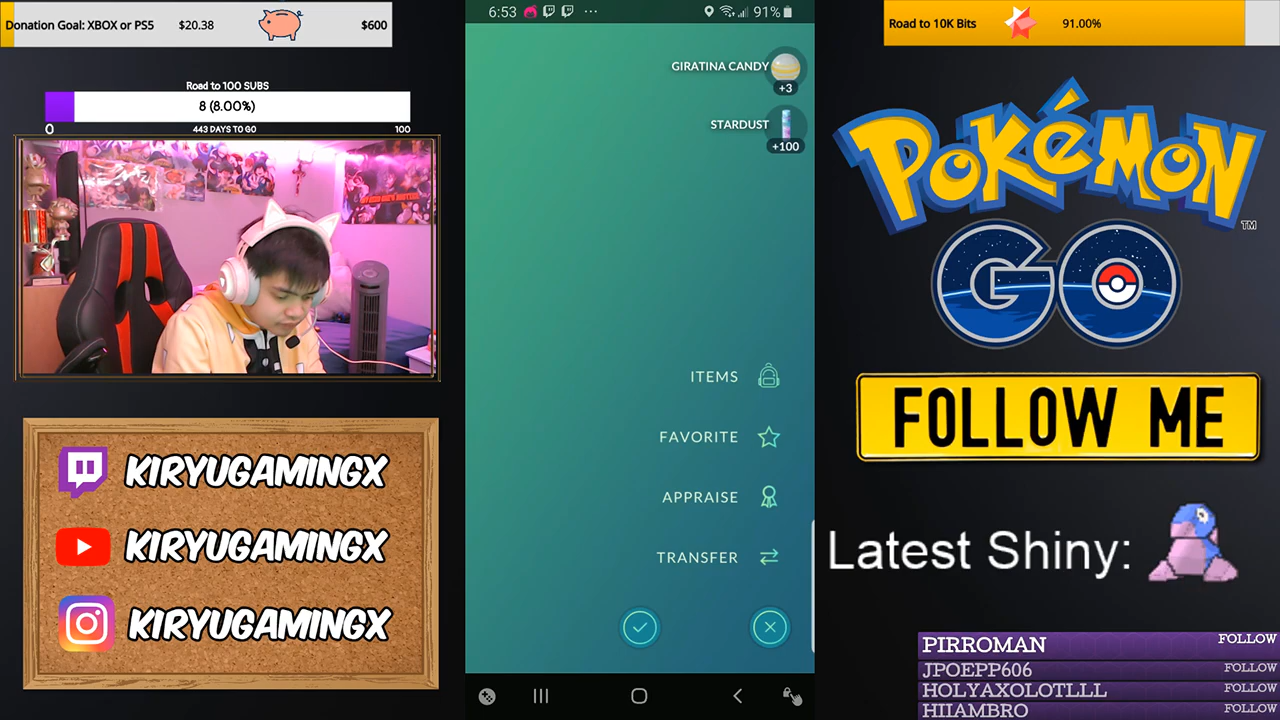 Donation Goal: XBOX or PS5 $20.38 $600
Road to 100 SUBS
8 (8.00%)
0 443 DAYS TO GO 100
KIRYUGAMINGX
KIRYUGAMINGX
KIRYUGAMINGX
6:53 91%
GIRATINA CANDY
+3
STARDUST
+100
ITEMS
FAVORITE
APPRAISE
TRANSFER
Road to 10K Bits 91.00%
POKéMON
TM
GO
FOLLOW ME
Latest Shiny:
PIRROMAN FOLLOW
JPOEPP606 FOLLOW
HOLYAXOLOTLLL FOLLOW
HIIAMBRO FOLLOW